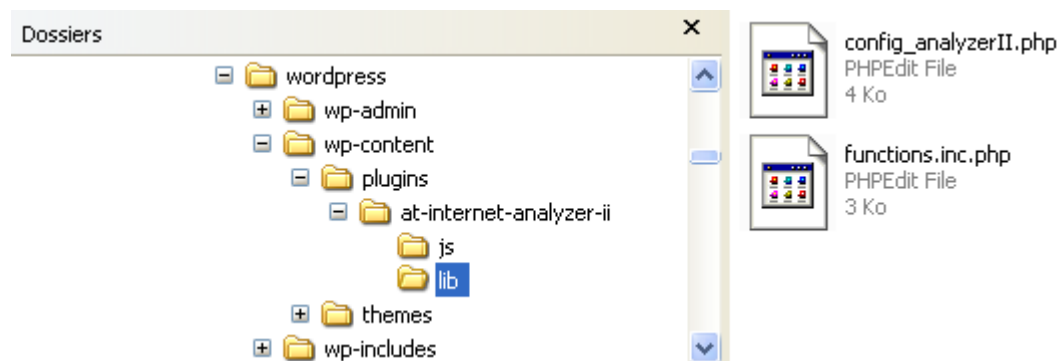 Dossiers
wordpress
wp-admin
wp-content
plugins
at-internet-analyzer-ii
js
lib
themes
wp-includes
config_analyzerII.php
PHPEdit File
4 Ko
functions.inc.php
PHPEdit File
3 Ko